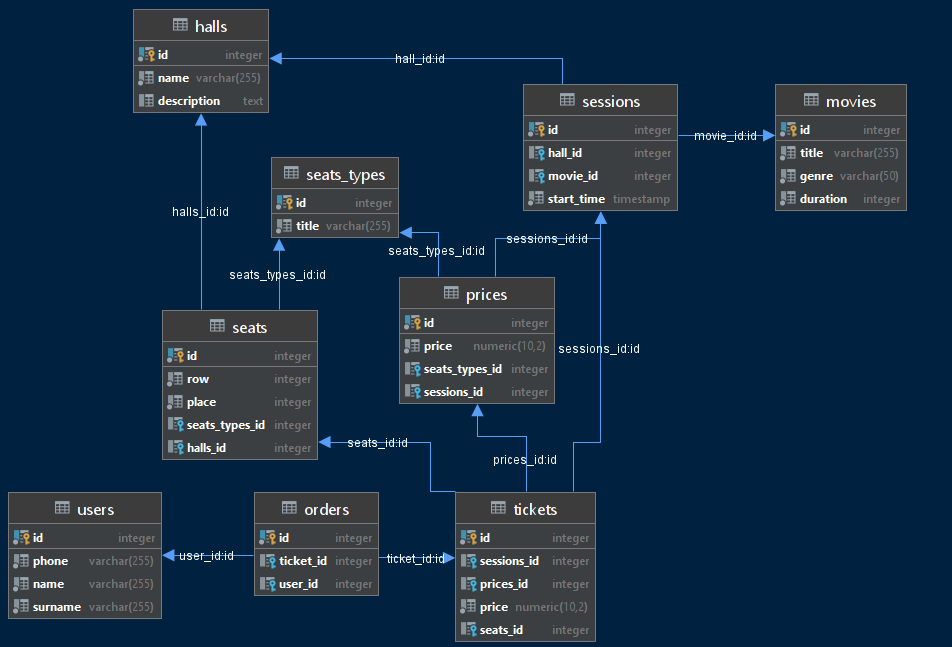 halls
id integer
name varchar(255)
description text
hall_id:id
sessions
id integer
hall_id integer
movie_id integer
start_time timestamp
movie_id:id
movies
id integer
title varchar(255)
genre varchar(50)
duration integer
seats_types
id integer
title varchar(255)
halls_id:id
seats_types_id:id
seats_types_id:id
sessions_id:id
prices
id integer
price numeric(10,2)
seats_types_id integer
sessions_id integer
sessions_id:id
seats
id integer
row integer
place integer
seats_types_id integer
halls_id integer
seats_id:id
prices_id:id
users
id integer
phone varchar(255)
name varchar(255)
surname varchar(255)
user_id:id
orders
id integer
ticket_id integer
user_id integer
ticket_id:id
tickets
id integer
sessions_id integer
prices_id integer
price numeric(10,2)
seats_id integer